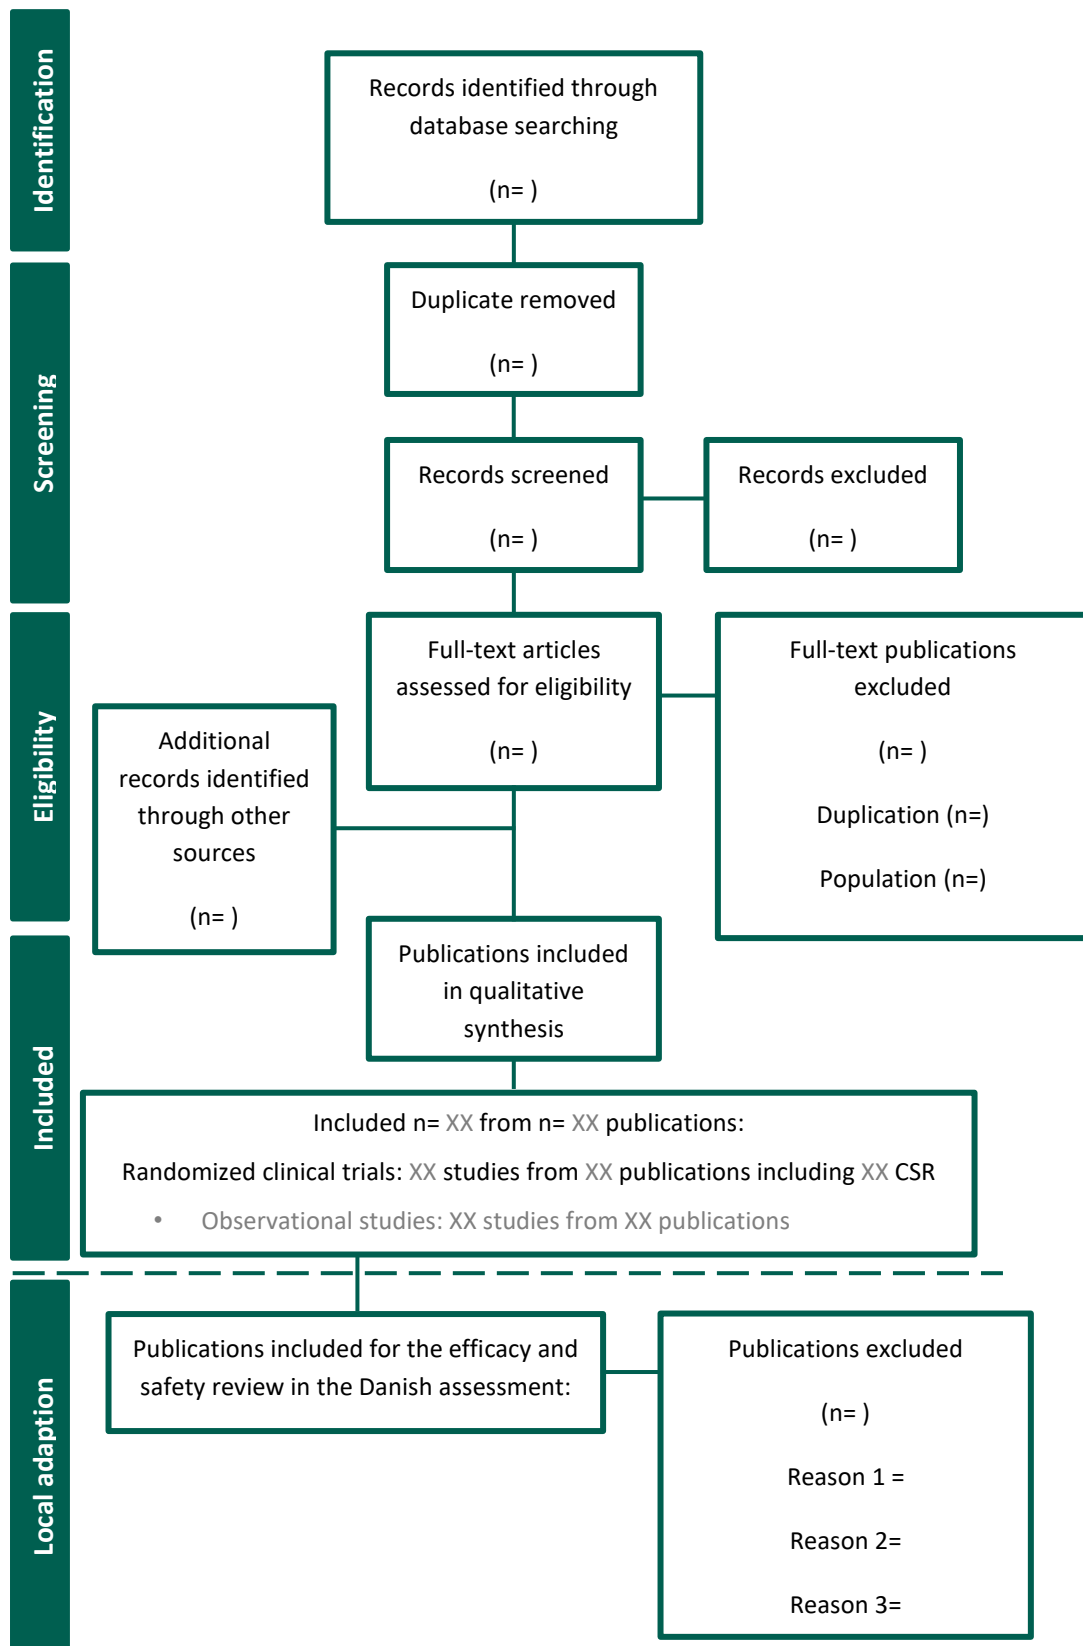 Identification
Records identified through
database searching
(n= )
Screening
Duplicate removed
(n= )
Records screened
(n= )
Records excluded
(n= )
Eligibility
Full-text articles
assessed for eligibility
(n= )
Full-text publications
excluded
(n= )
Duplication (n=)
Population (n=)
Additional
records identified
through other
sources
(n= )
Included
Publications included
in qualitative
synthesis
Included n= XX from n= XX publications:
Randomized clinical trials: XX studies from XX publications including XX CSR
• Observational studies: XX studies from XX publications
Local adaption
Publications included for the efficacy and
safety review in the Danish assessment:
Publications excluded
(n= )
Reason 1 =
Reason 2=
Reason 3=